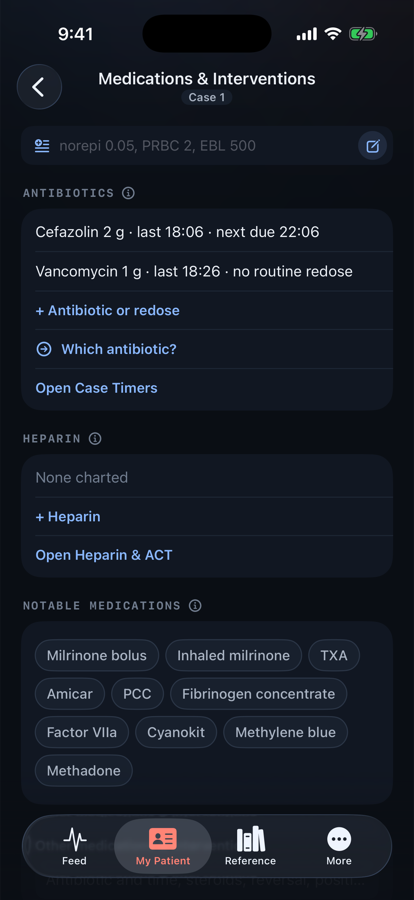 9:41
Medications & Interventions
Case 1
norepi 0.05, PRBC 2, EBL 500
ANTIBIOTICS
Cefazolin 2 g · last 18:06 · next due 22:06
Vancomycin 1 g · last 18:26 · no routine redose
+ Antibiotic or redose
Which antibiotic?
Open Case Timers
HEPARIN
None charted
+ Heparin
Open Heparin & ACT
NOTABLE MEDICATIONS
Milrinone bolus
Inhaled milrinone
TXA
Amicar
PCC
Fibrinogen concentrate
Factor VIIa
Cyanokit
Methylene blue
Methadone
Feed
My Patient
Reference
More